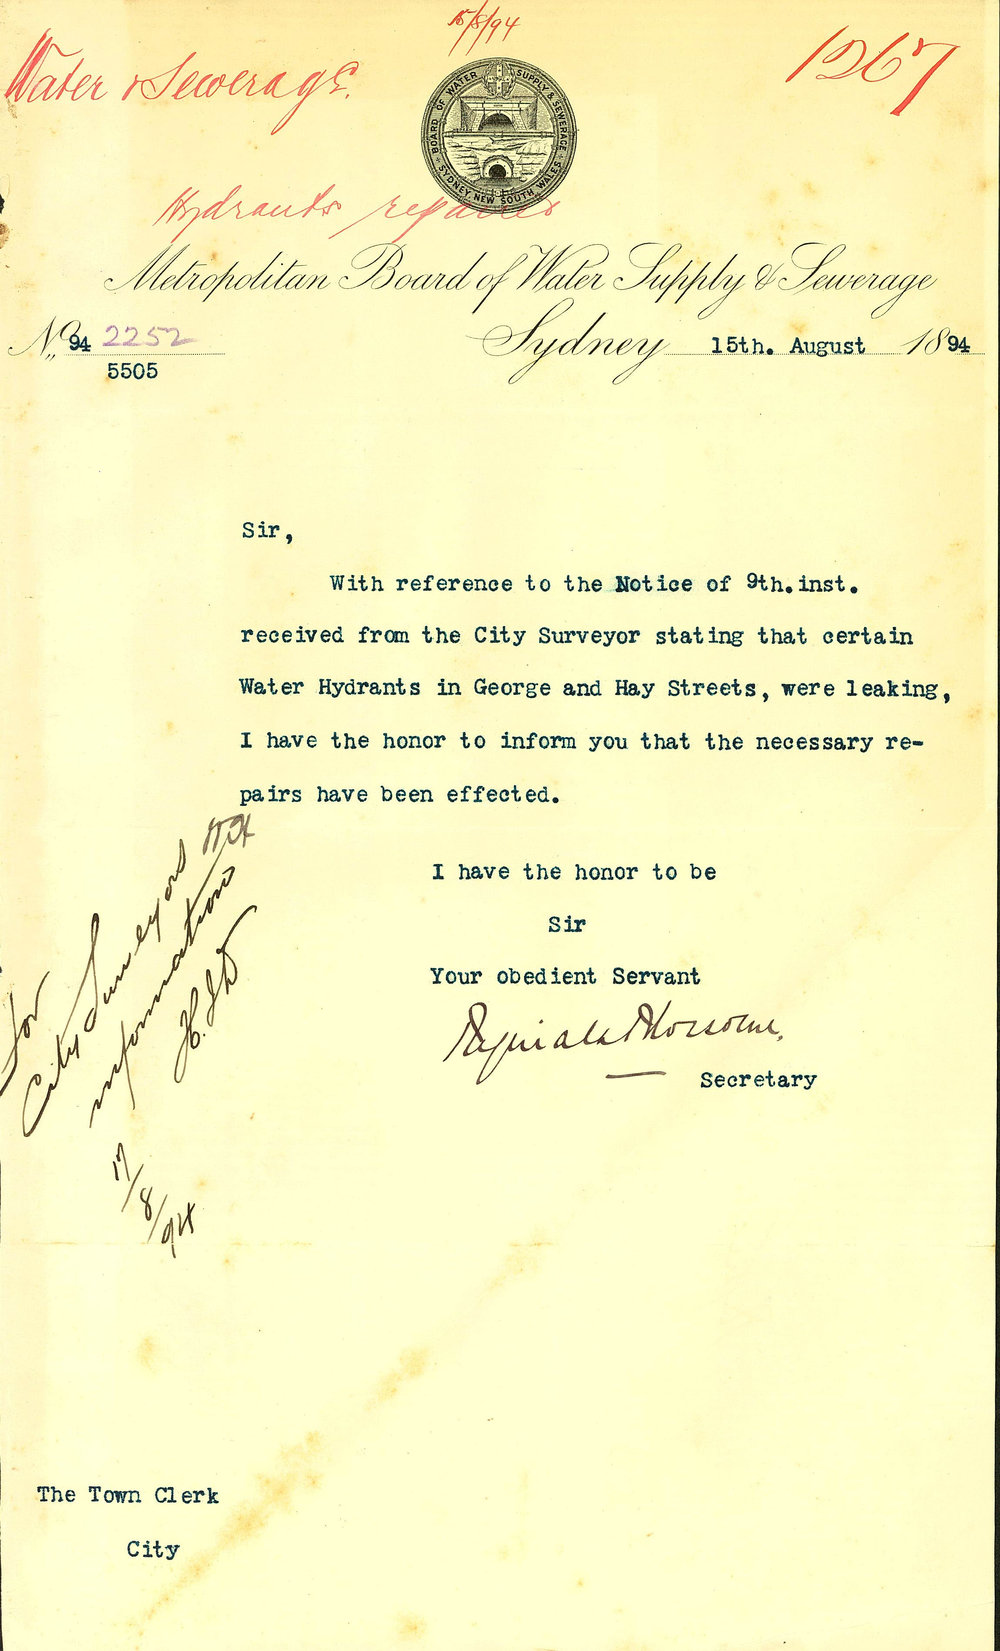 15/8/94
Water & Sewerage.
1267
BOARD OF WATER SUPPLY & SEWERAGE
SYDNEY, NEW SOUTH WALES
Hydrants repaired
Metropolitan Board of Water Supply & Sewerage
No. 94 2252
5505
Sydney 15th. August 1894
Sir,
With reference to the Notice of 9th.inst.
received from the City Surveyor stating that certain
Water Hydrants in George and Hay Streets, were leaking,
I have the honor to inform you that the necessary re-
pairs have been effected.
I have the honor to be
Sir
Your obedient Servant
Secretary
For
City Surveyors
information
17/8/94
The Town Clerk
City